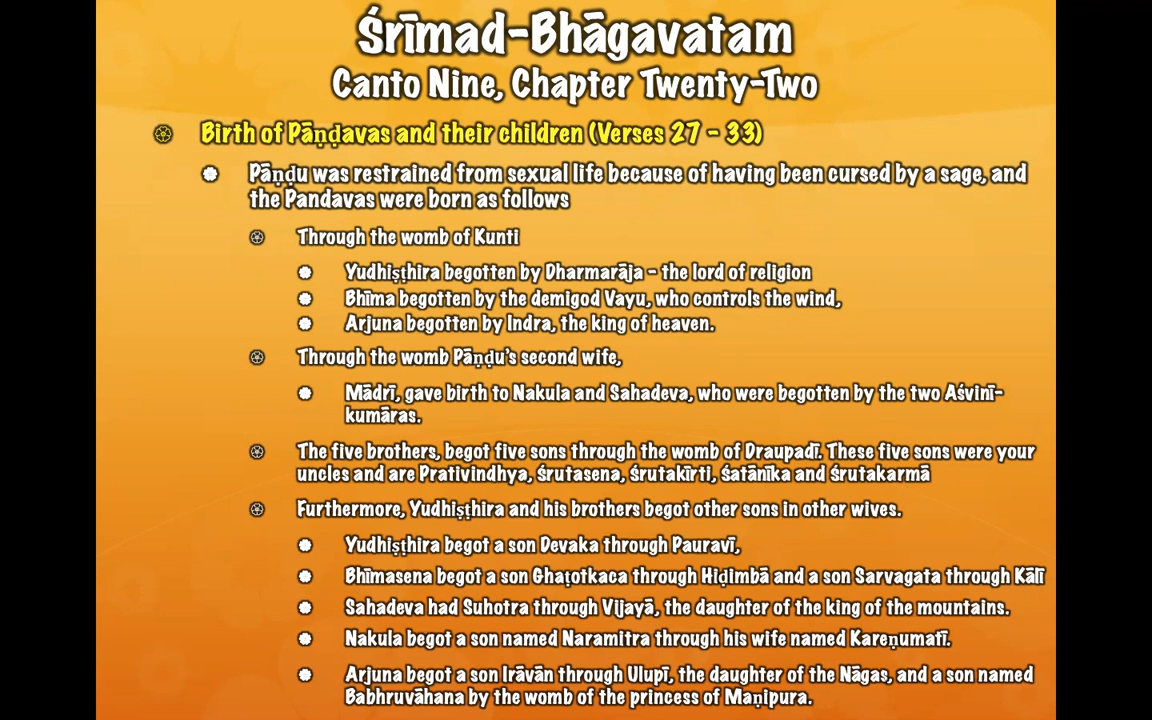 Śrīmad-Bhāgavatam
Canto Nine, Chapter Twenty-Two
Birth of Pāṇḍavas and their children (Verses 27 - 33)
Pāṇḍu was restrained from sexual life because of having been cursed by a sage, and
the Pandavas were born as follows
Through the womb of Kunti
Yudhiṣṭhira begotten by Dharmarāja - the lord of religion
Bhīma begotten by the demigod Vayu, who controls the wind,
Arjuna begotten by Indra, the king of heaven.
Through the womb Pāṇḍu's second wife,
Mādrī, gave birth to Nakula and Sahadeva, who were begotten by the two Aśvinī-
kumāras.
The five brothers, begot five sons through the womb of Draupadī. These five sons were your
uncles and are Prativindhya, śrutasena, śrutakīrti, śatānīka and śrutakarmā
Furthermore, Yudhiṣṭhira and his brothers begot other sons in other wives.
Yudhiṣṭhira begot a son Devaka through Pauravī,
Bhīmasena begot a son Ghaṭotkaca through Hiḍimbā and a son Sarvagata through Kālī
Sahadeva had Suhotra through Vijayā, the daughter of the king of the mountains.
Nakula begot a son named Naramitra through his wife named Kareṇumatī.
Arjuna begot a son Irāvān through Ulupī, the daughter of the Nāgas, and a son named
Babhruvāhana by the womb of the princess of Maṇipura.